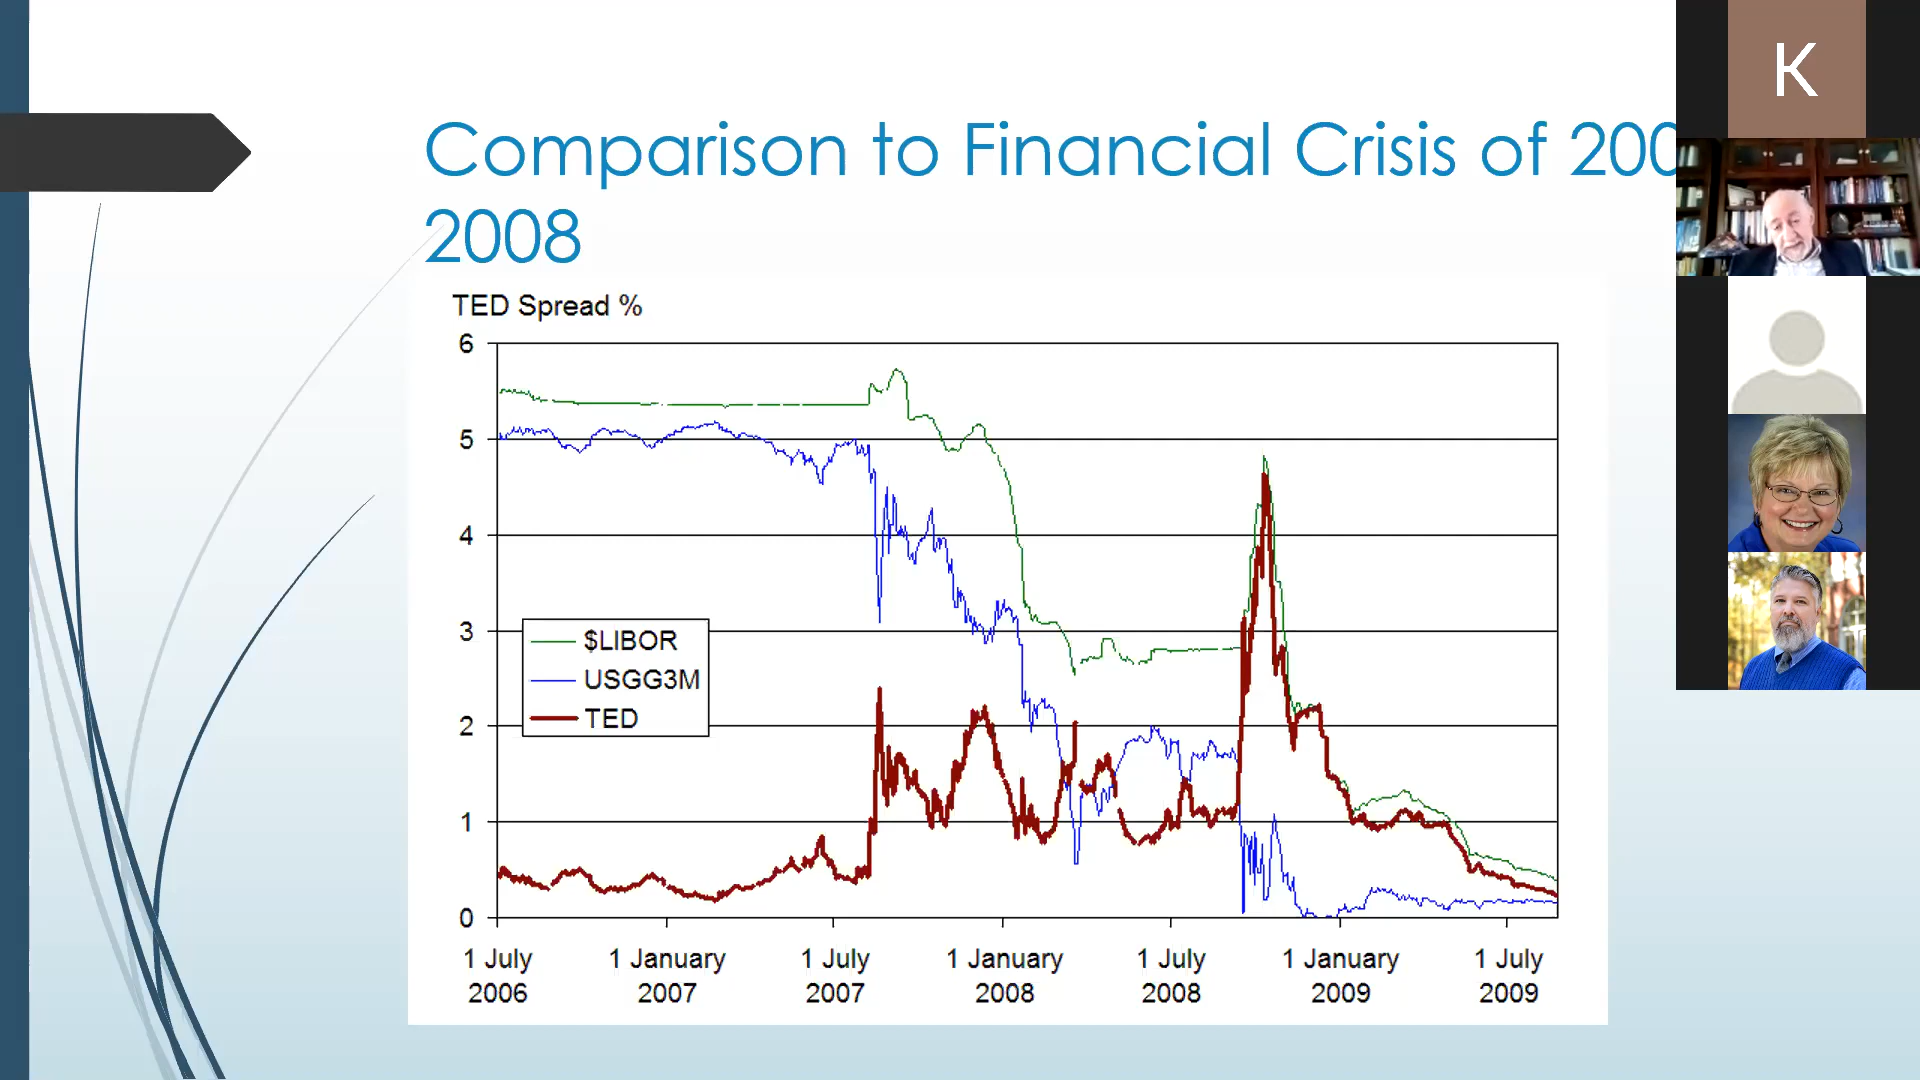 Comparison to Financial Crisis of 200
2008
TED Spread %
6
5
4
3
2
1
0
$LIBOR
USGG3M
TED
1 July 2006
1 January 2007
1 July 2007
1 January 2008
1 July 2008
1 January 2009
1 July 2009
K